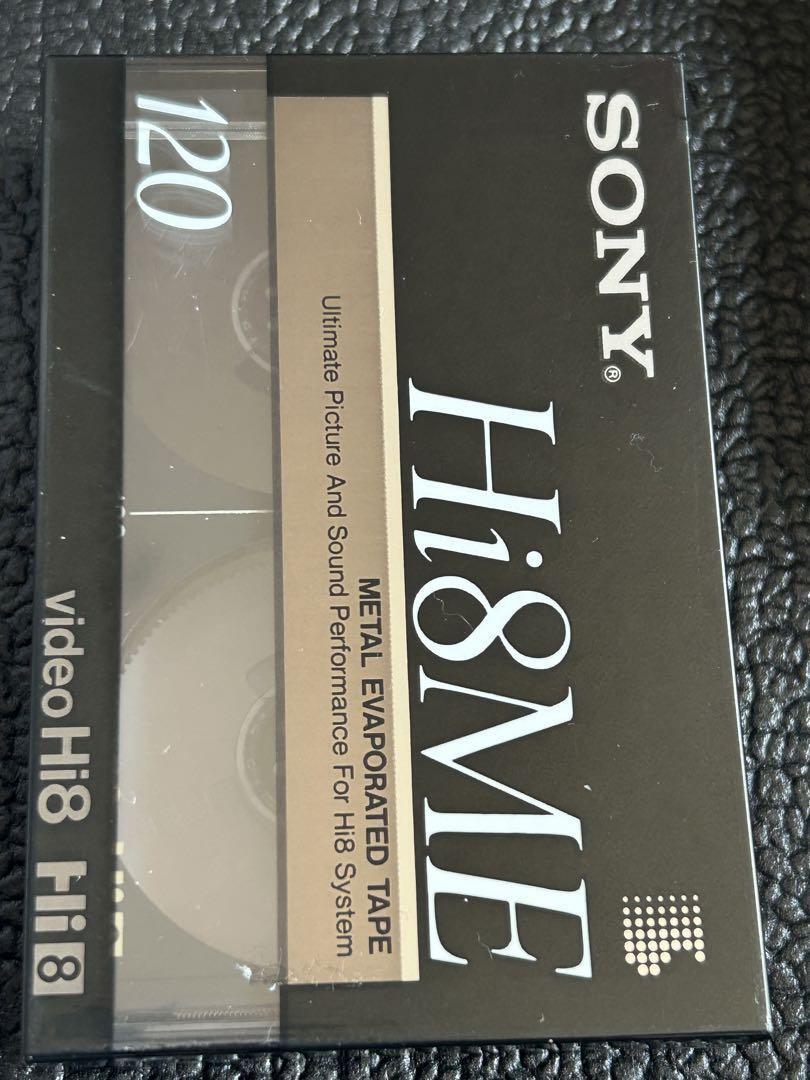 SONY®
Hi8ME
METAL EVAPORATED TAPE
Ultimate Picture And Sound Performance For Hi8 System
120
video Hi8 Hi8